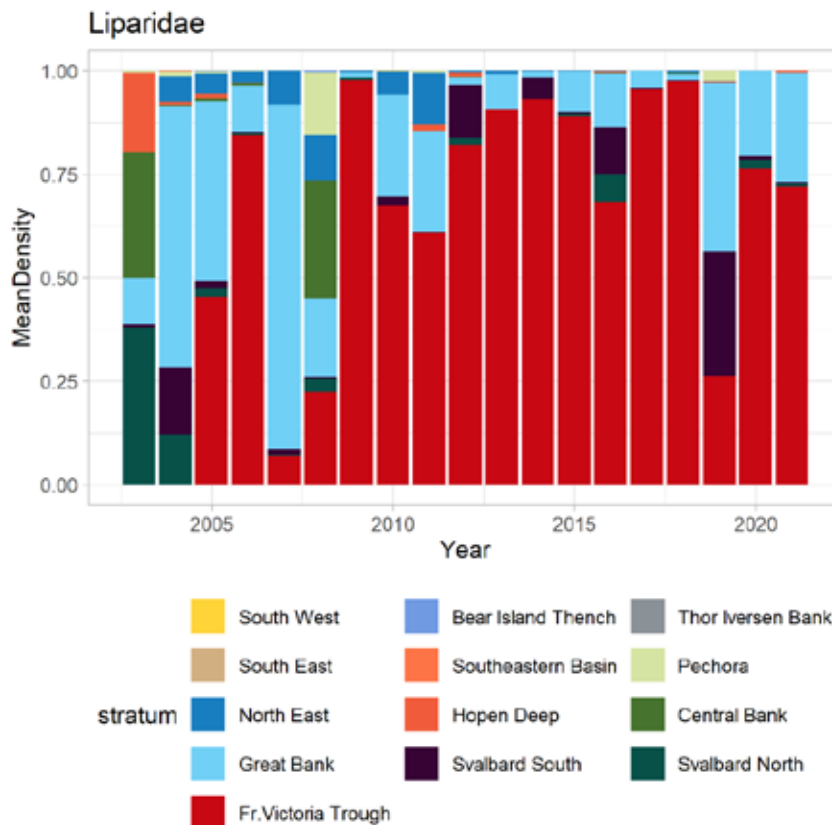 Liparidae
1.00
0.75
0.50
0.25
0.00
MeanDensity
2005 2010 2015 2020
Year
stratum
South West
Bear Island Thench
Thor Iversen Bank
South East
Southeastern Basin
Pechora
North East
Hopen Deep
Central Bank
Great Bank
Svalbard South
Svalbard North
Fr.Victoria Trough